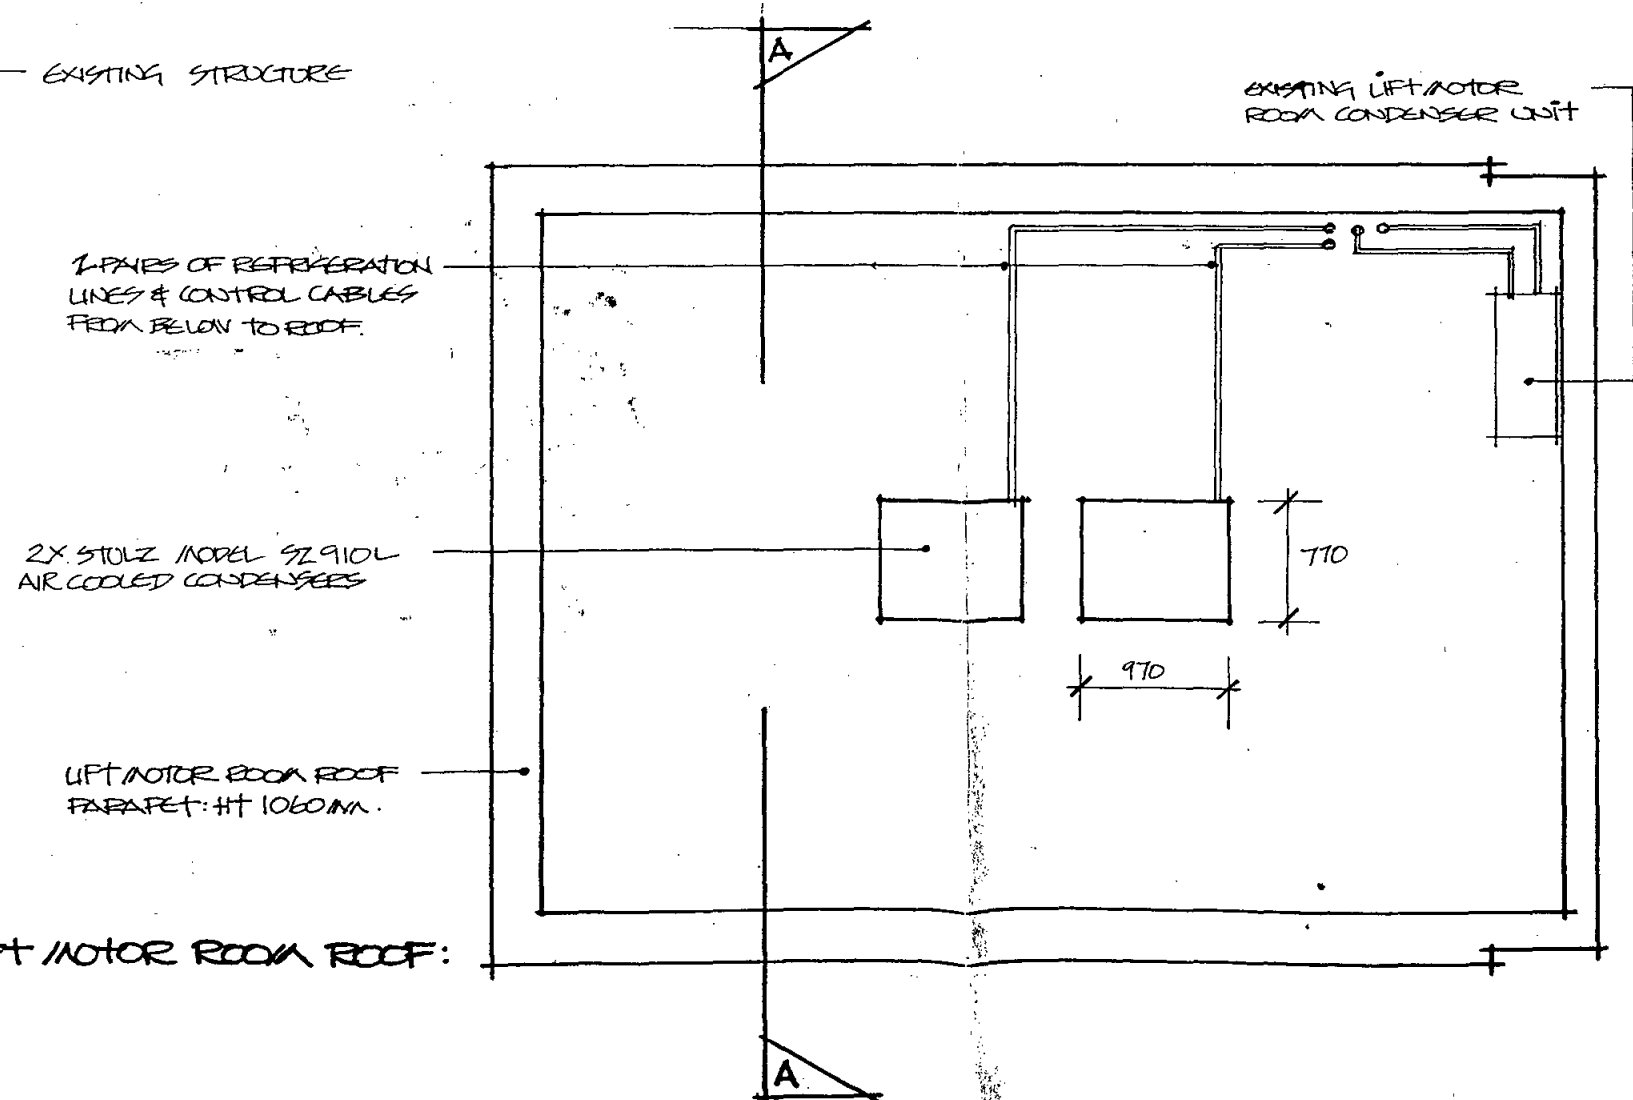 A
EXISTING STRUCTURE
EXISTING LIFT MOTOR
ROOM CONDENSER UNIT
2 PAIRS OF REFRIGERATION
LINES & CONTROL CABLES
FROM BELOW TO ROOF.
2X STULZ MODEL SZ910L
AIR COOLED CONDENSERS
770
970
LIFT MOTOR ROOM ROOF
PARAPET: HT 1060mm.
MOTOR ROOM ROOF:
A